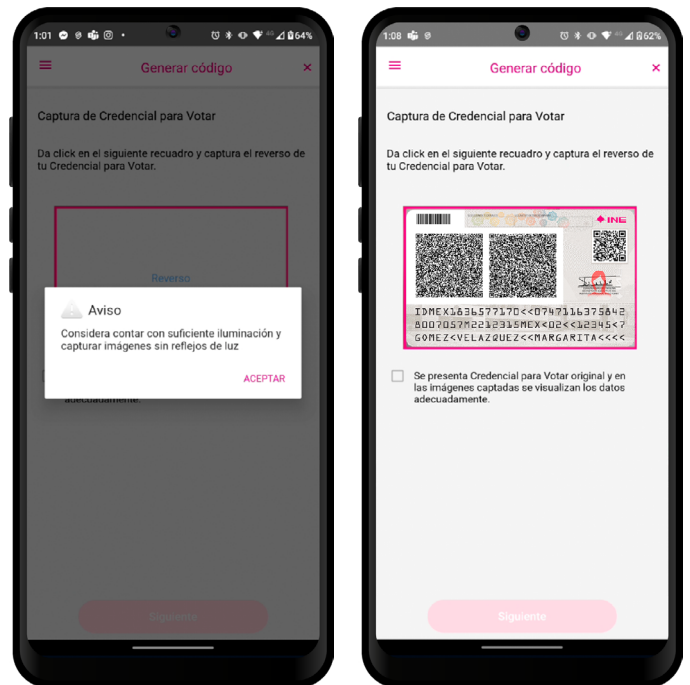 1:01
64%
Generar código
Captura de Credencial para Votar
Da click en el siguiente recuadro y captura el reverso de
tu Credencial para Votar.
Reverso
Aviso
Considera contar con suficiente iluminación y
capturar imágenes sin reflejos de luz
ACEPTAR
adecuadamente.
Siguiente
1:08
4G
62%
Generar código
Captura de Credencial para Votar
Da click en el siguiente recuadro y captura el reverso de
tu Credencial para Votar.
INE
IDMEX1836577170<<0747116375842
8007057M2212315MEX<02<<12345<7
GOMEZ<VELAZQUEZ<<MARGARITA<<<<
Se presenta Credencial para Votar original y en
las imágenes captadas se visualizan los datos
adecuadamente.
Siguiente